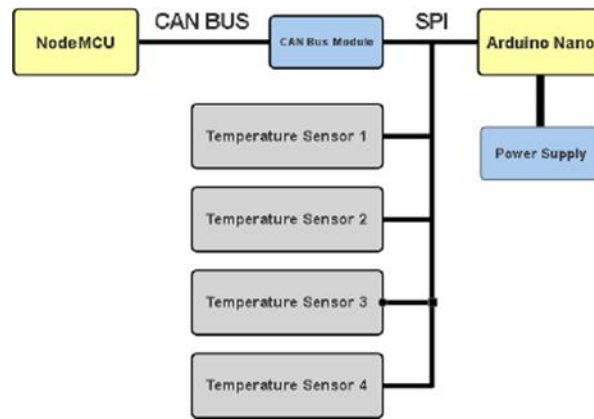 CAN BUS
SPI
NodeMCU
CAN Bus Module
Arduino Nano
Temperature Sensor 1
Power Supply
Temperature Sensor 2
Temperature Sensor 3
Temperature Sensor 4